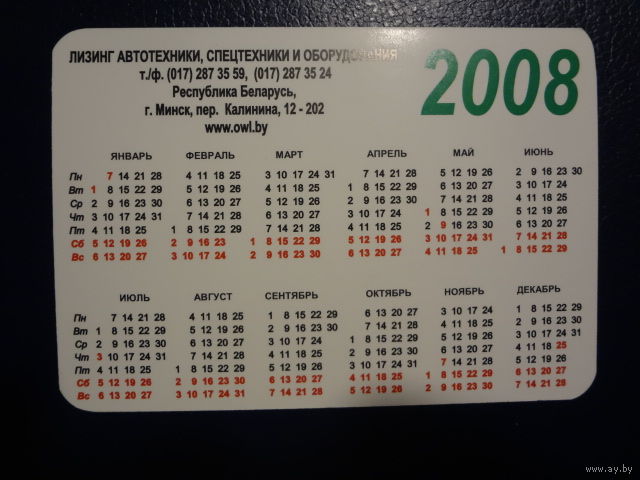 ЛИЗИНГ АВТОТЕХНИКИ, СПЕЦТЕХНИКИ И ОБОРУДОВАНИЯ
т./ф. (017) 287 35 59, (017) 287 35 24
Республика Беларусь,
г. Минск, пер. Калинина, 12 - 202
www.owl.by
2008
ЯНВАРЬ ФЕВРАЛЬ МАРТ АПРЕЛЬ МАЙ ИЮНЬ
Пн 7 14 21 28 4 11 18 25 3 10 17 24 31 7 14 21 28 5 12 19 26 2 9 16 23 30
Вт 1 8 15 22 29 5 12 19 26 4 11 18 25 1 8 15 22 29 6 13 20 27 3 10 17 24
Ср 2 9 16 23 30 6 13 20 27 5 12 19 26 2 9 16 23 30 7 14 21 28 4 11 18 25
Чт 3 10 17 24 31 7 14 21 28 6 13 20 27 3 10 17 24 1 8 15 22 29 5 12 19 26
Пт 4 11 18 25 1 8 15 22 29 7 14 21 28 4 11 18 25 2 9 16 23 30 6 13 20 27
Сб 5 12 19 26 2 9 16 23 1 8 15 22 29 5 12 19 26 3 10 17 24 31 7 14 21 28
Вс 6 13 20 27 3 10 17 24 2 9 16 23 30 6 13 20 27 4 11 18 25 1 8 15 22 29
ИЮЛЬ АВГУСТ СЕНТЯБРЬ ОКТЯБРЬ НОЯБРЬ ДЕКАБРЬ
Пн 7 14 21 28 4 11 18 25 1 8 15 22 29 6 13 20 27 3 10 17 24 1 8 15 22 29
Вт 1 8 15 22 29 5 12 19 26 2 9 16 23 30 7 14 21 28 4 11 18 25 2 9 16 23 30
Ср 2 9 16 23 30 6 13 20 27 3 10 17 24 1 8 15 22 29 5 12 19 26 3 10 17 24 31
Чт 3 10 17 24 31 7 14 21 28 4 11 18 25 2 9 16 23 30 6 13 20 27 4 11 18 25
Пт 4 11 18 25 1 8 15 22 29 5 12 19 26 3 10 17 24 31 7 14 21 28 5 12 19 26
Сб 5 12 19 26 2 9 16 23 30 6 13 20 27 4 11 18 25 1 8 15 22 29 6 13 20 27
Вс 6 13 20 27 3 10 17 24 31 7 14 21 28 5 12 19 26 2 9 16 23 30 7 14 21 28
www.ay.by